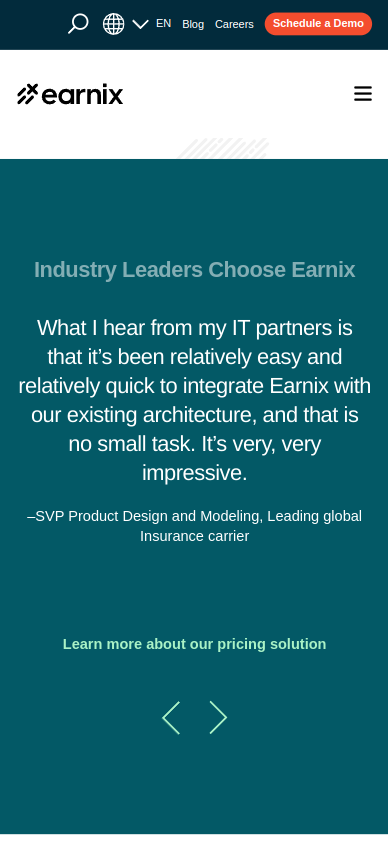 EN Blog Careers Schedule a Demo
earnix
Industry Leaders Choose Earnix
What I hear from my IT partners is
that it’s been relatively easy and
relatively quick to integrate Earnix with
our existing architecture, and that is
no small task. It’s very, very
impressive.
–SVP Product Design and Modeling, Leading global
Insurance carrier
Learn more about our pricing solution